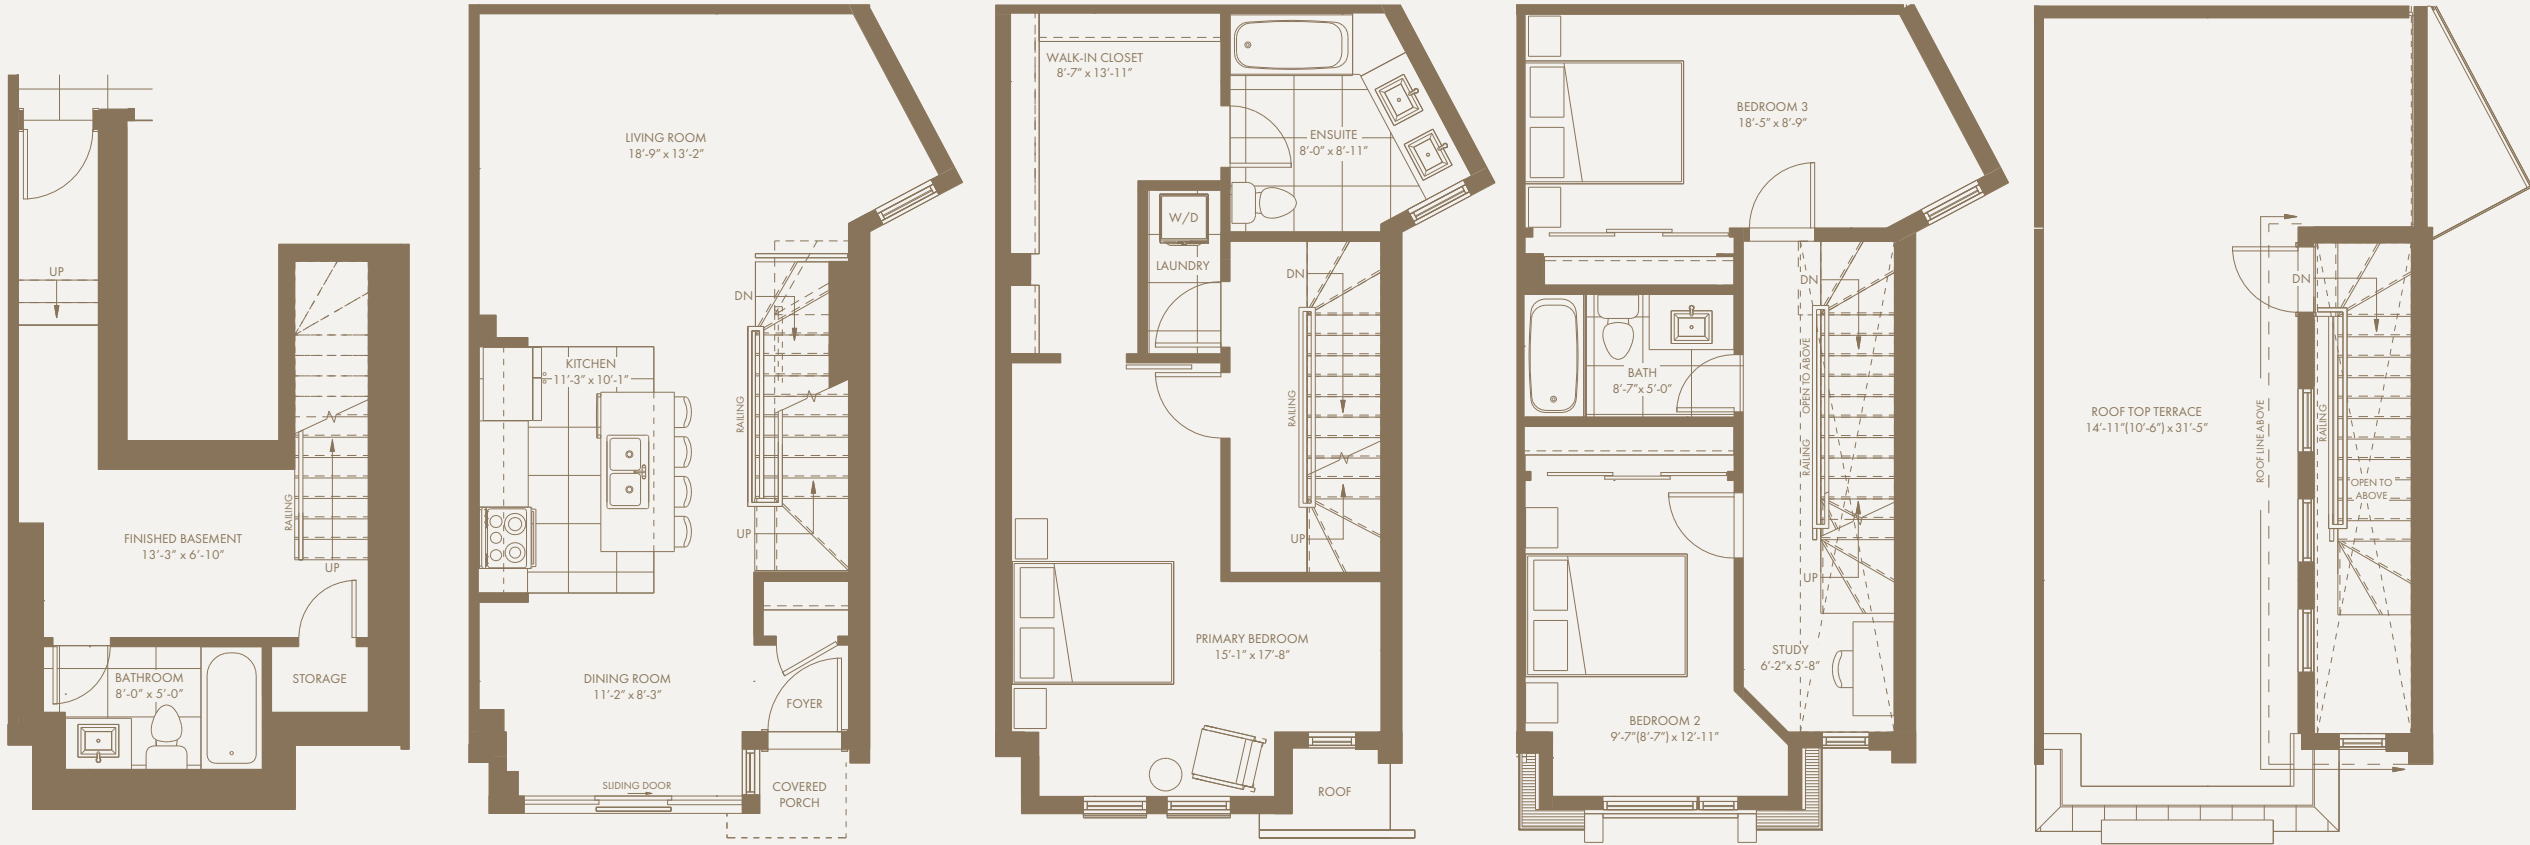 UP
RAILING
FINISHED BASEMENT
13'-3" x 6'-10"
UP
BATHROOM
8'-0" x 5'-0"
STORAGE
LIVING ROOM
18'-9" x 13'-2"
DN
KITCHEN
11'-3" x 10'-1"
RAILING
UP
DINING ROOM
11'-2" x 8'-3"
FOYER
SLIDING DOOR
COVERED
PORCH
WALK-IN CLOSET
8'-7" x 13'-11"
ENSUITE
8'-0" x 8'-11"
W/D
LAUNDRY
DN
RAILING
UP
PRIMARY BEDROOM
15'-1" x 17'-8"
ROOF
BEDROOM 3
18'-5" x 8'-9"
DN
OPEN TO ABOVE
BATH
8'-7" x 5'-0"
RAILING
UP
STUDY
6'-2" x 5'-8"
BEDROOM 2
9'-7"(8'-7") x 12'-11"
DN
ROOF TOP TERRACE
14'-11"(10'-6") x 31'-5"
ROOF LINE ABOVE
RAILING
OPEN TO
ABOVE